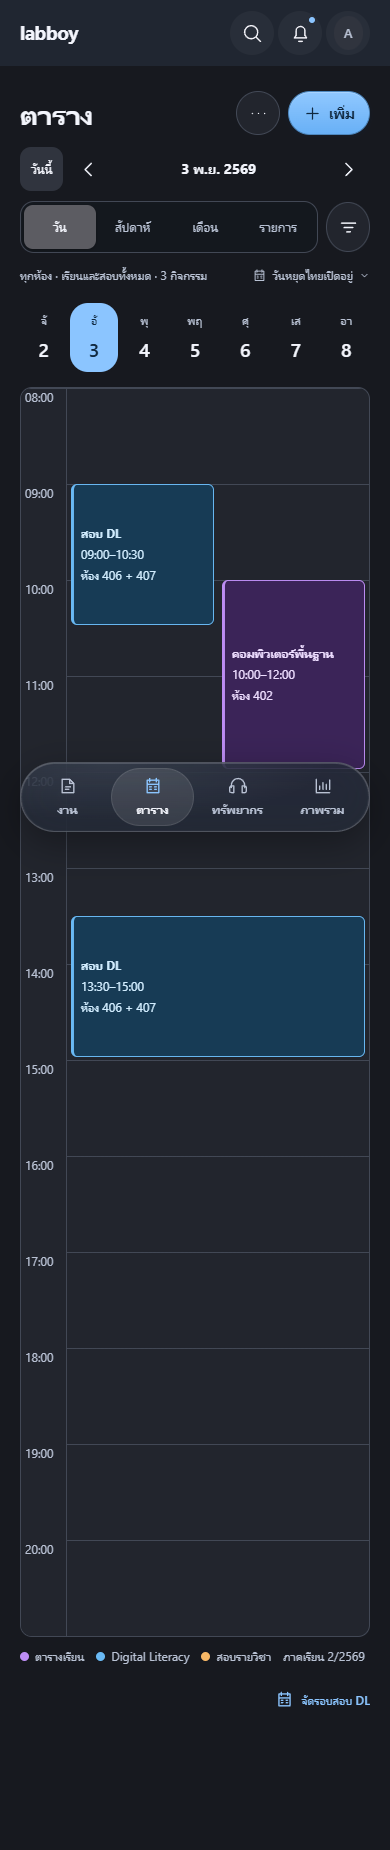 labboy
A
ตาราง
...
เพิ่ม
วันนี้
3 พ.ย. 2569
วัน
สัปดาห์
เดือน
รายการ
ทุกห้อง · เรียนและสอบทั้งหมด · 3 กิจกรรม
วันหยุดไทยเปิดอยู่
จ
อ
พ
พฤ
ศ
ส
อา
2
3
4
5
6
7
8
08:00
09:00
สอบ DL
09:00–10:30
ห้อง 406 + 407
10:00
คอมพิวเตอร์พื้นฐาน
10:00–12:00
ห้อง 402
11:00
12:00
งาน
ตาราง
ทรัพยากร
ภาพรวม
13:00
สอบ DL
13:30–15:00
ห้อง 406 + 407
14:00
15:00
16:00
17:00
18:00
19:00
20:00
ตารางเรียน
Digital Literacy
สอบรายวิชา
ภาคเรียน 2/2569
จัดรอบสอบ DL